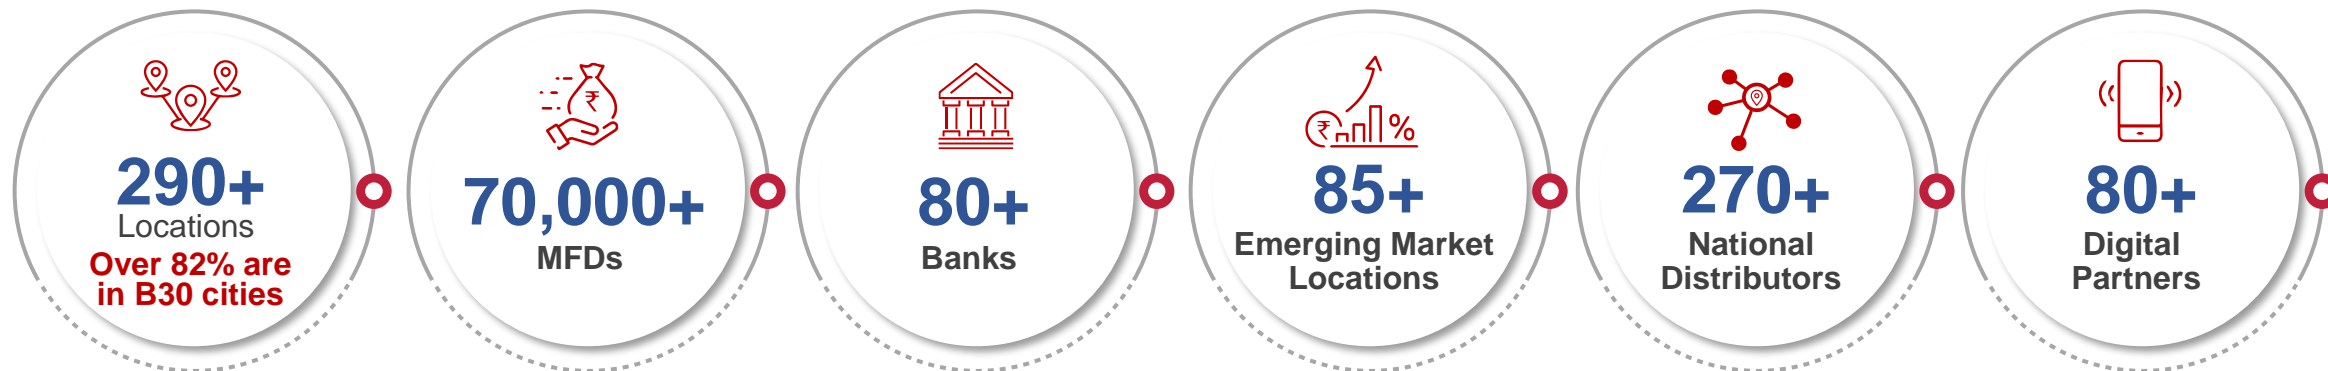 290+
Locations
Over 82% are
in B30 cities
70,000+
MFDs
80+
Banks
₹
%
85+
Emerging Market
Locations
270+
National
Distributors
80+
Digital
Partners